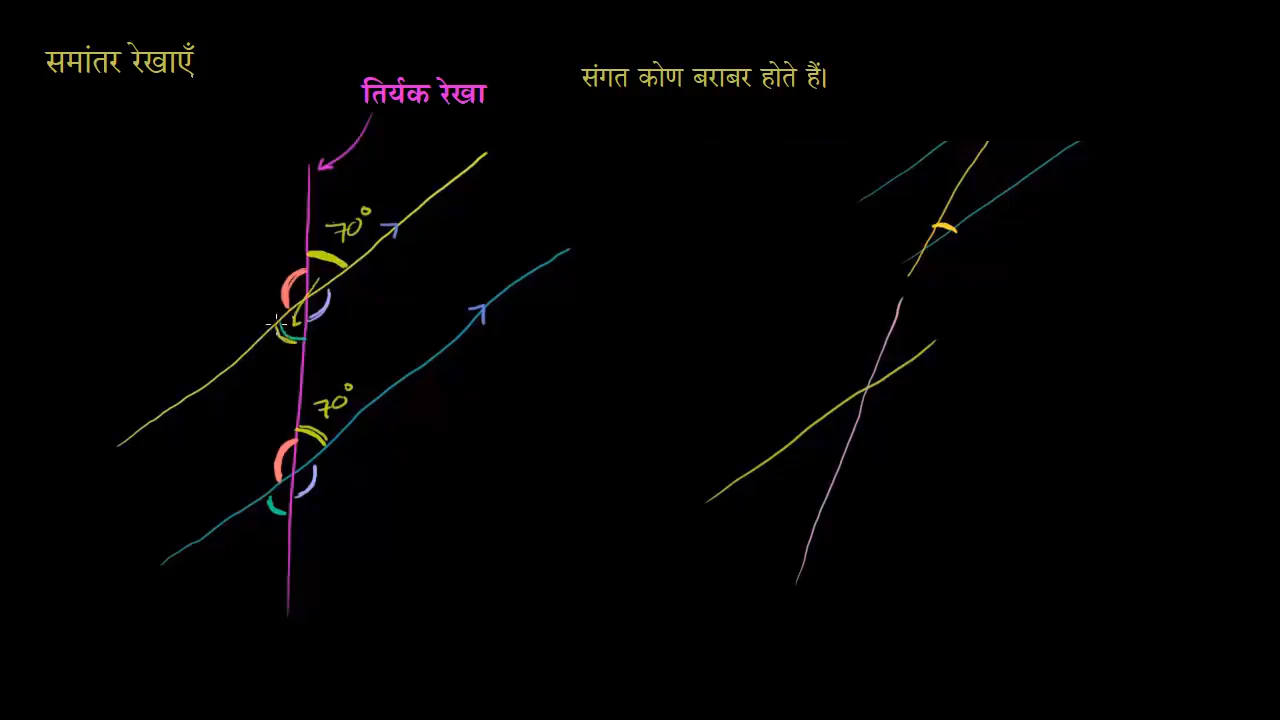 समांतर रेखाएँ
तिर्यक रेखा
संगत कोण बराबर होते हैं।
70°
70°